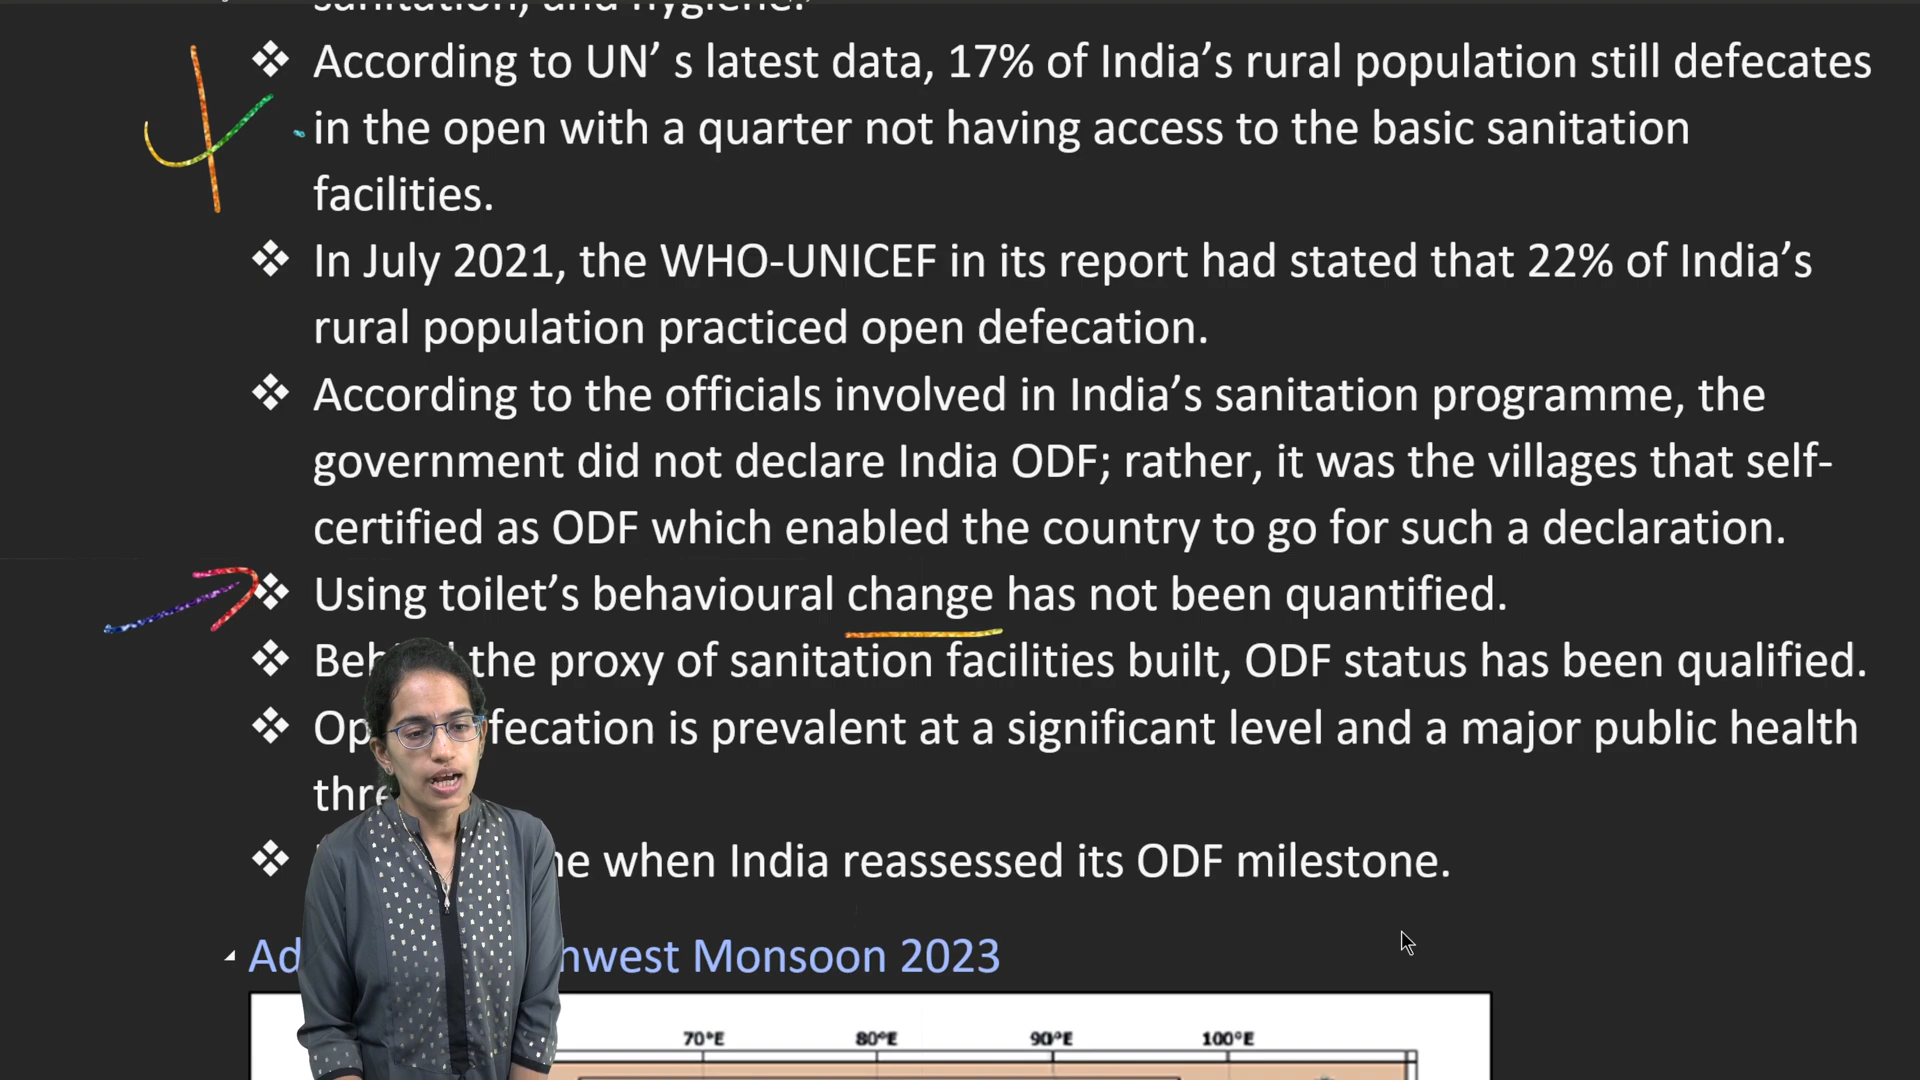 sanitation, and hygiene.
❖ According to UN’ s latest data, 17% of India’s rural population still defecates
in the open with a quarter not having access to the basic sanitation
facilities.
❖ In July 2021, the WHO-UNICEF in its report had stated that 22% of India’s
rural population practiced open defecation.
❖ According to the officials involved in India’s sanitation programme, the
government did not declare India ODF; rather, it was the villages that self-
certified as ODF which enabled the country to go for such a declaration.
❖ Using toilet’s behavioural change has not been quantified.
❖ the proxy of sanitation facilities built, ODF status has been qualified.
❖ is prevalent at a significant level and a major public health
❖ when India reassessed its ODF milestone.
Monsoon 2023
70°E 80°E 90°E 100°E